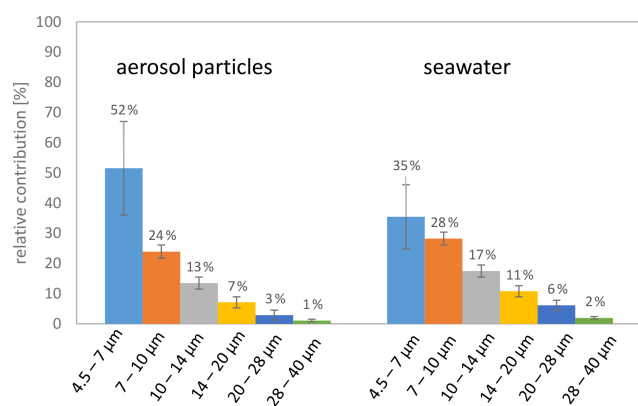 relative contribution [%]
100
90
80
70
60
50
40
30
20
10
0
aerosol particles
52%
24%
13%
7%
3%
1%
4.5 – 7 µm
7 – 10 µm
10 – 14 µm
14 – 20 µm
20 – 28 µm
28 – 40 µm
seawater
35%
28%
17%
11%
6%
2%
4.5 – 7 µm
7 – 10 µm
10 – 14 µm
14 – 20 µm
20 – 28 µm
28 – 40 µm